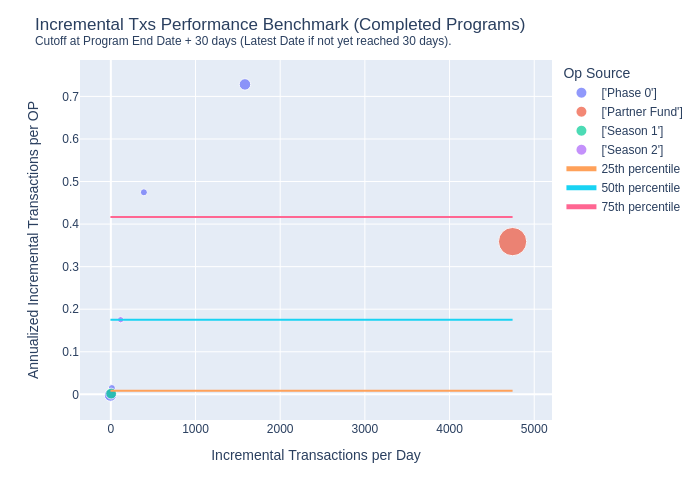 Incremental Txs Performance Benchmark (Completed Programs)
Cutoff at Program End Date + 30 days (Latest Date if not yet reached 30 days).
Op Source
['Phase 0']
['Partner Fund']
['Season 1']
['Season 2']
25th percentile
50th percentile
75th percentile
Annualized Incremental Transactions per OP
0.7
0.6
0.5
0.4
0.3
0.2
0.1
0
0
1000
2000
3000
4000
5000
Incremental Transactions per Day